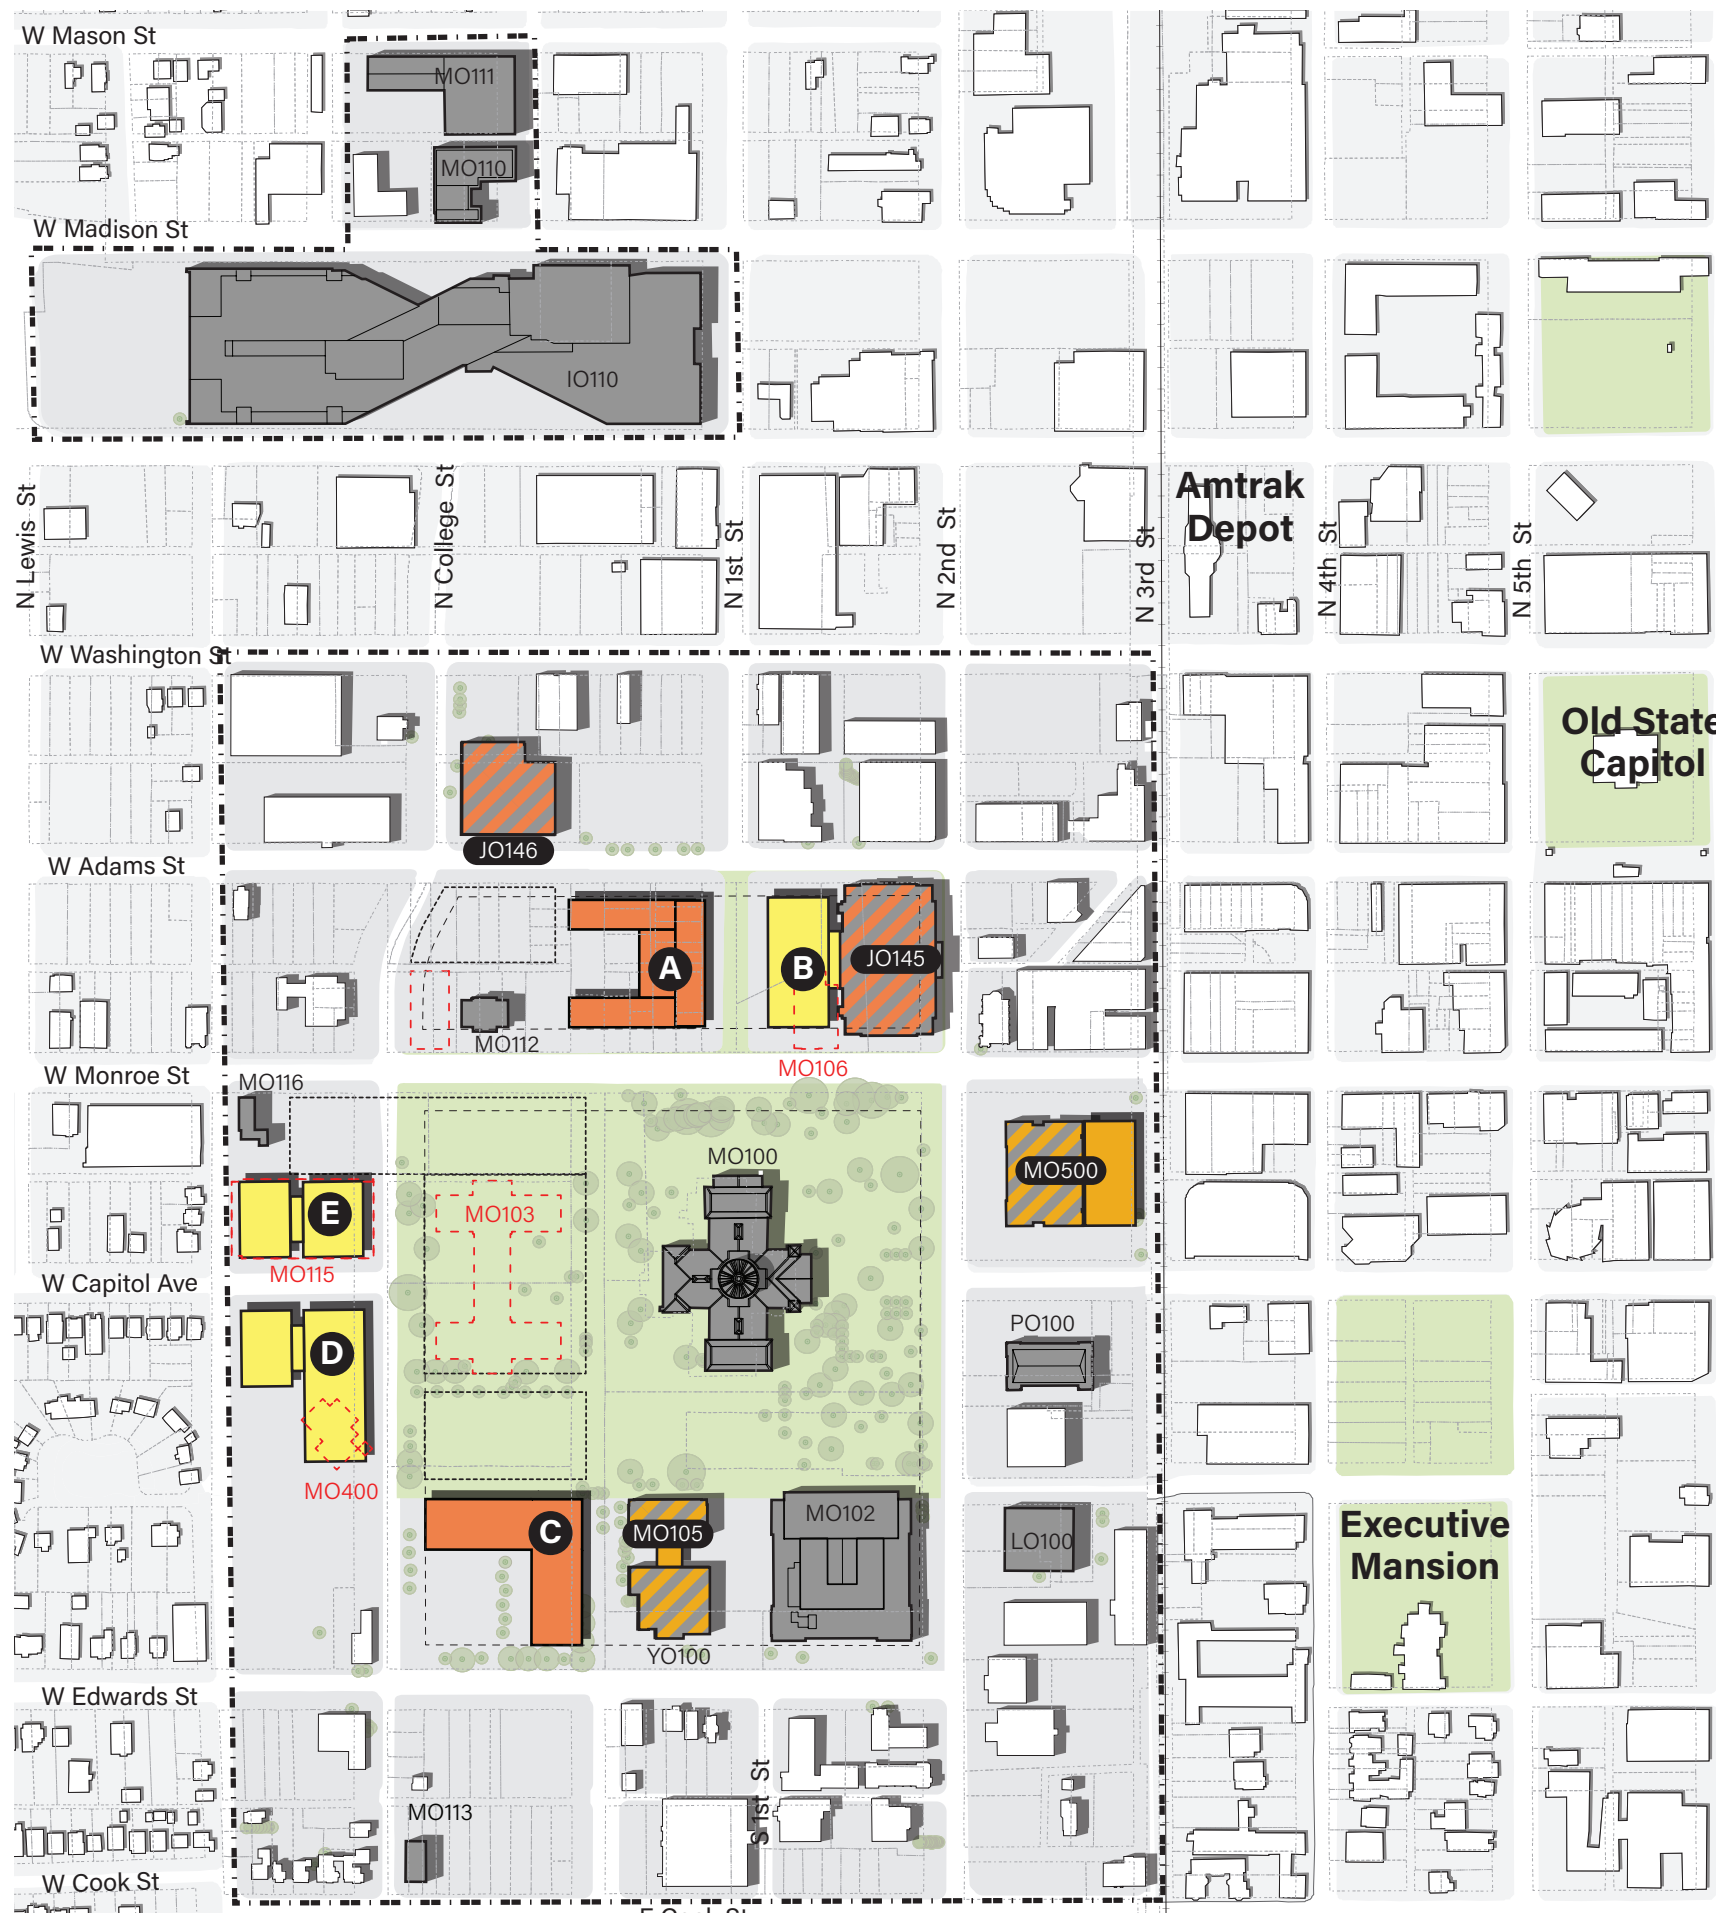 W Mason St
MO111
MO110
W Madison St
IO110
Amtrak
Depot
N Lewis St
N College St
N 1st St
N 2nd St
N 3rd St
N 4th St
N 5th St
W Washington St
Old State
Capitol
JO146
W Adams St
A
B
JO145
MO112
MO106
W Monroe St
MO116
MO100
MO500
E
MO103
MO115
W Capitol Ave
PO100
D
MO400
MO102
C
MO105
LO100
Executive
Mansion
YO100
W Edwards St
S 1st St
MO113
W Cook St